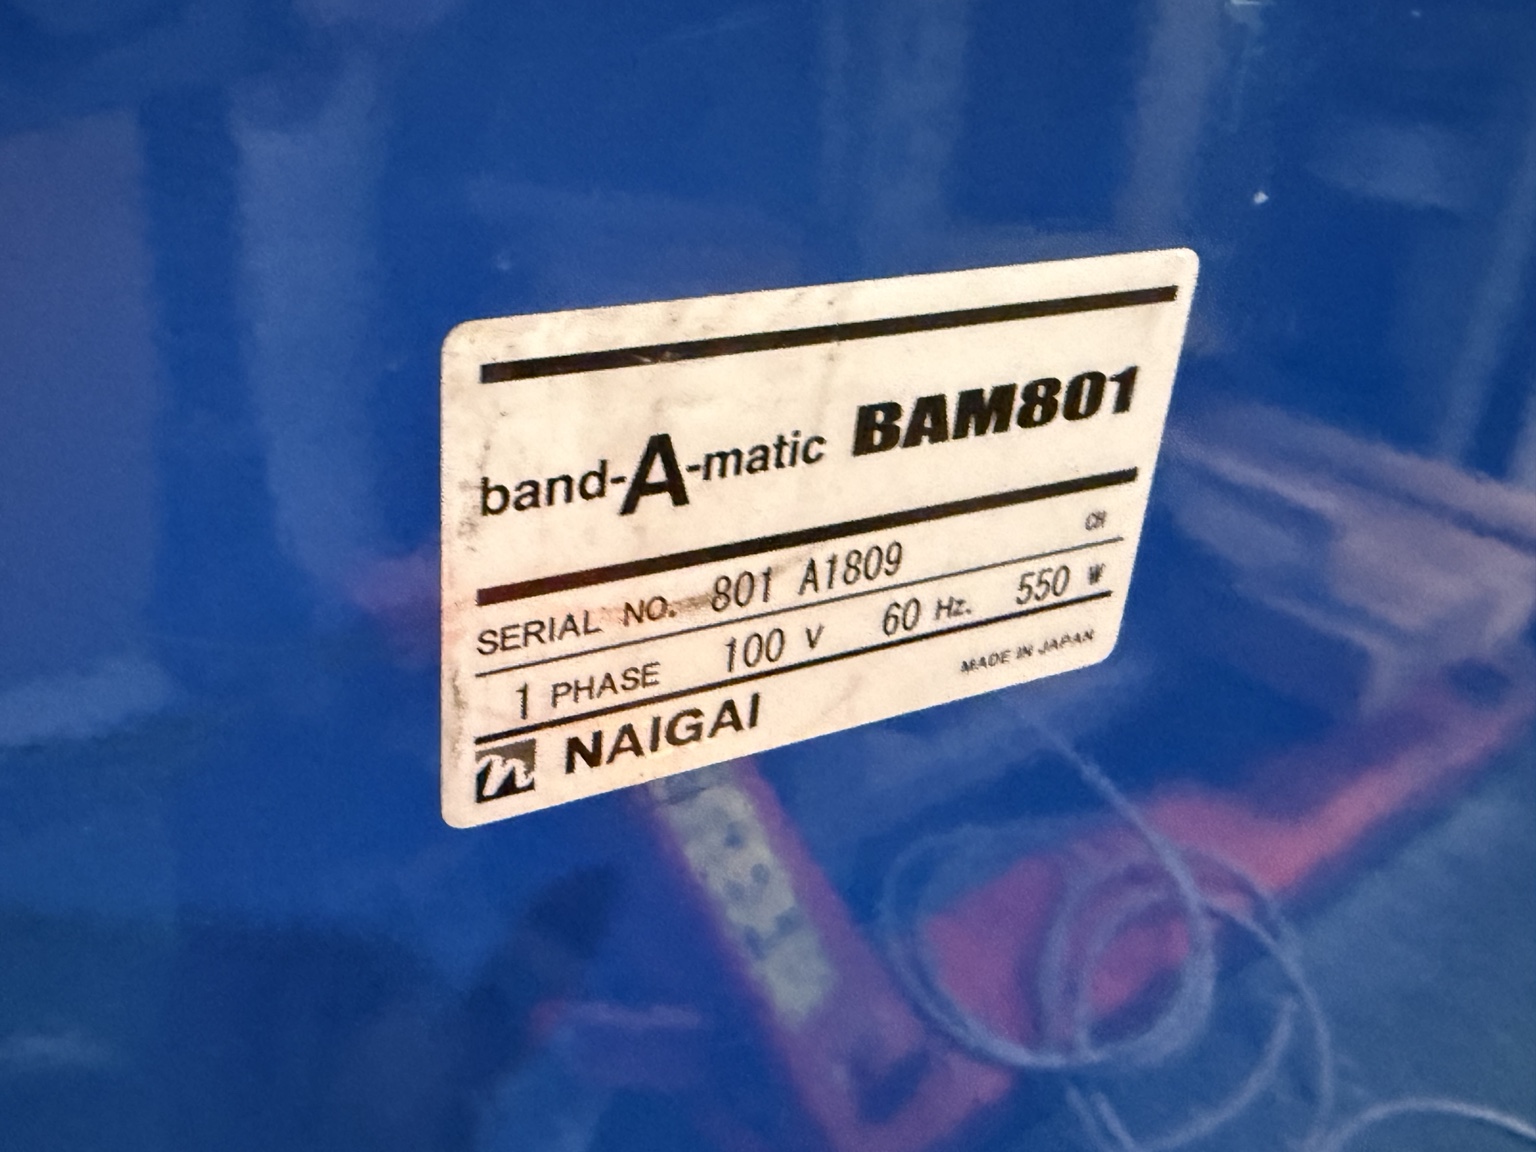 band-A-matic BAM801
CH
SERIAL NO. 801 A1809
1 PHASE 100 V 60 Hz. 550 W
n NAIGAI MADE IN JAPAN